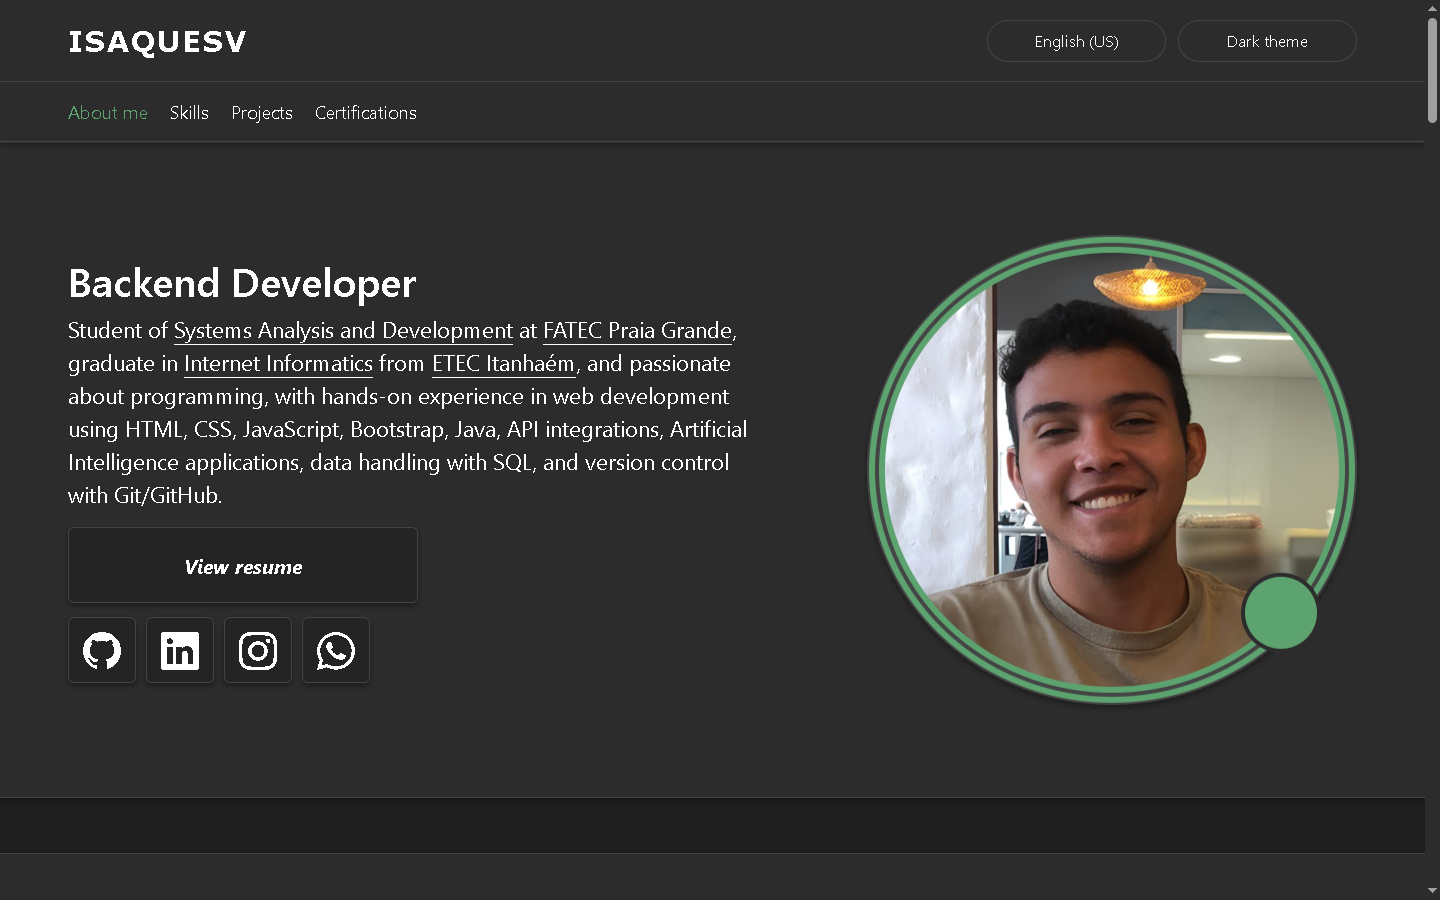 ISAQUESV
English (US)
Dark theme
About me
Skills
Projects
Certifications
Backend Developer
Student of Systems Analysis and Development at FATEC Praia Grande,
graduate in Internet Informatics from ETEC Itanhaém, and passionate
about programming, with hands-on experience in web development
using HTML, CSS, JavaScript, Bootstrap, Java, API integrations, Artificial
Intelligence applications, data handling with SQL, and version control
with Git/GitHub.
View resume